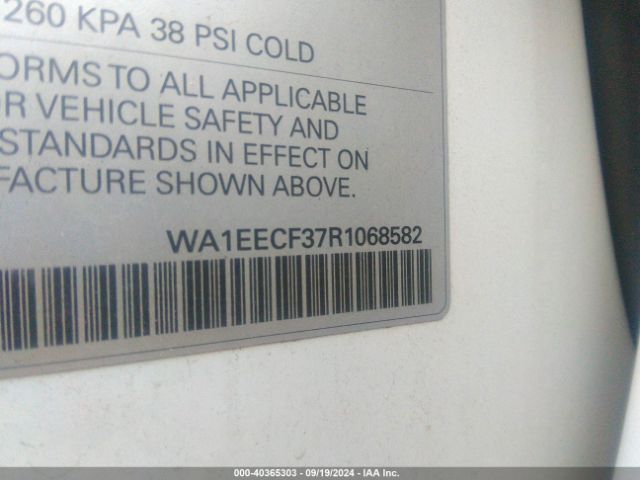 260 KPA 38 PSI COLD
ORMS TO ALL APPLICABLE
OR VEHICLE SAFETY AND
STANDARDS IN EFFECT ON
FACTURE SHOWN ABOVE.
WA1EECF37R1068582
000-40365303 - 09/19/2024 - IAA Inc.